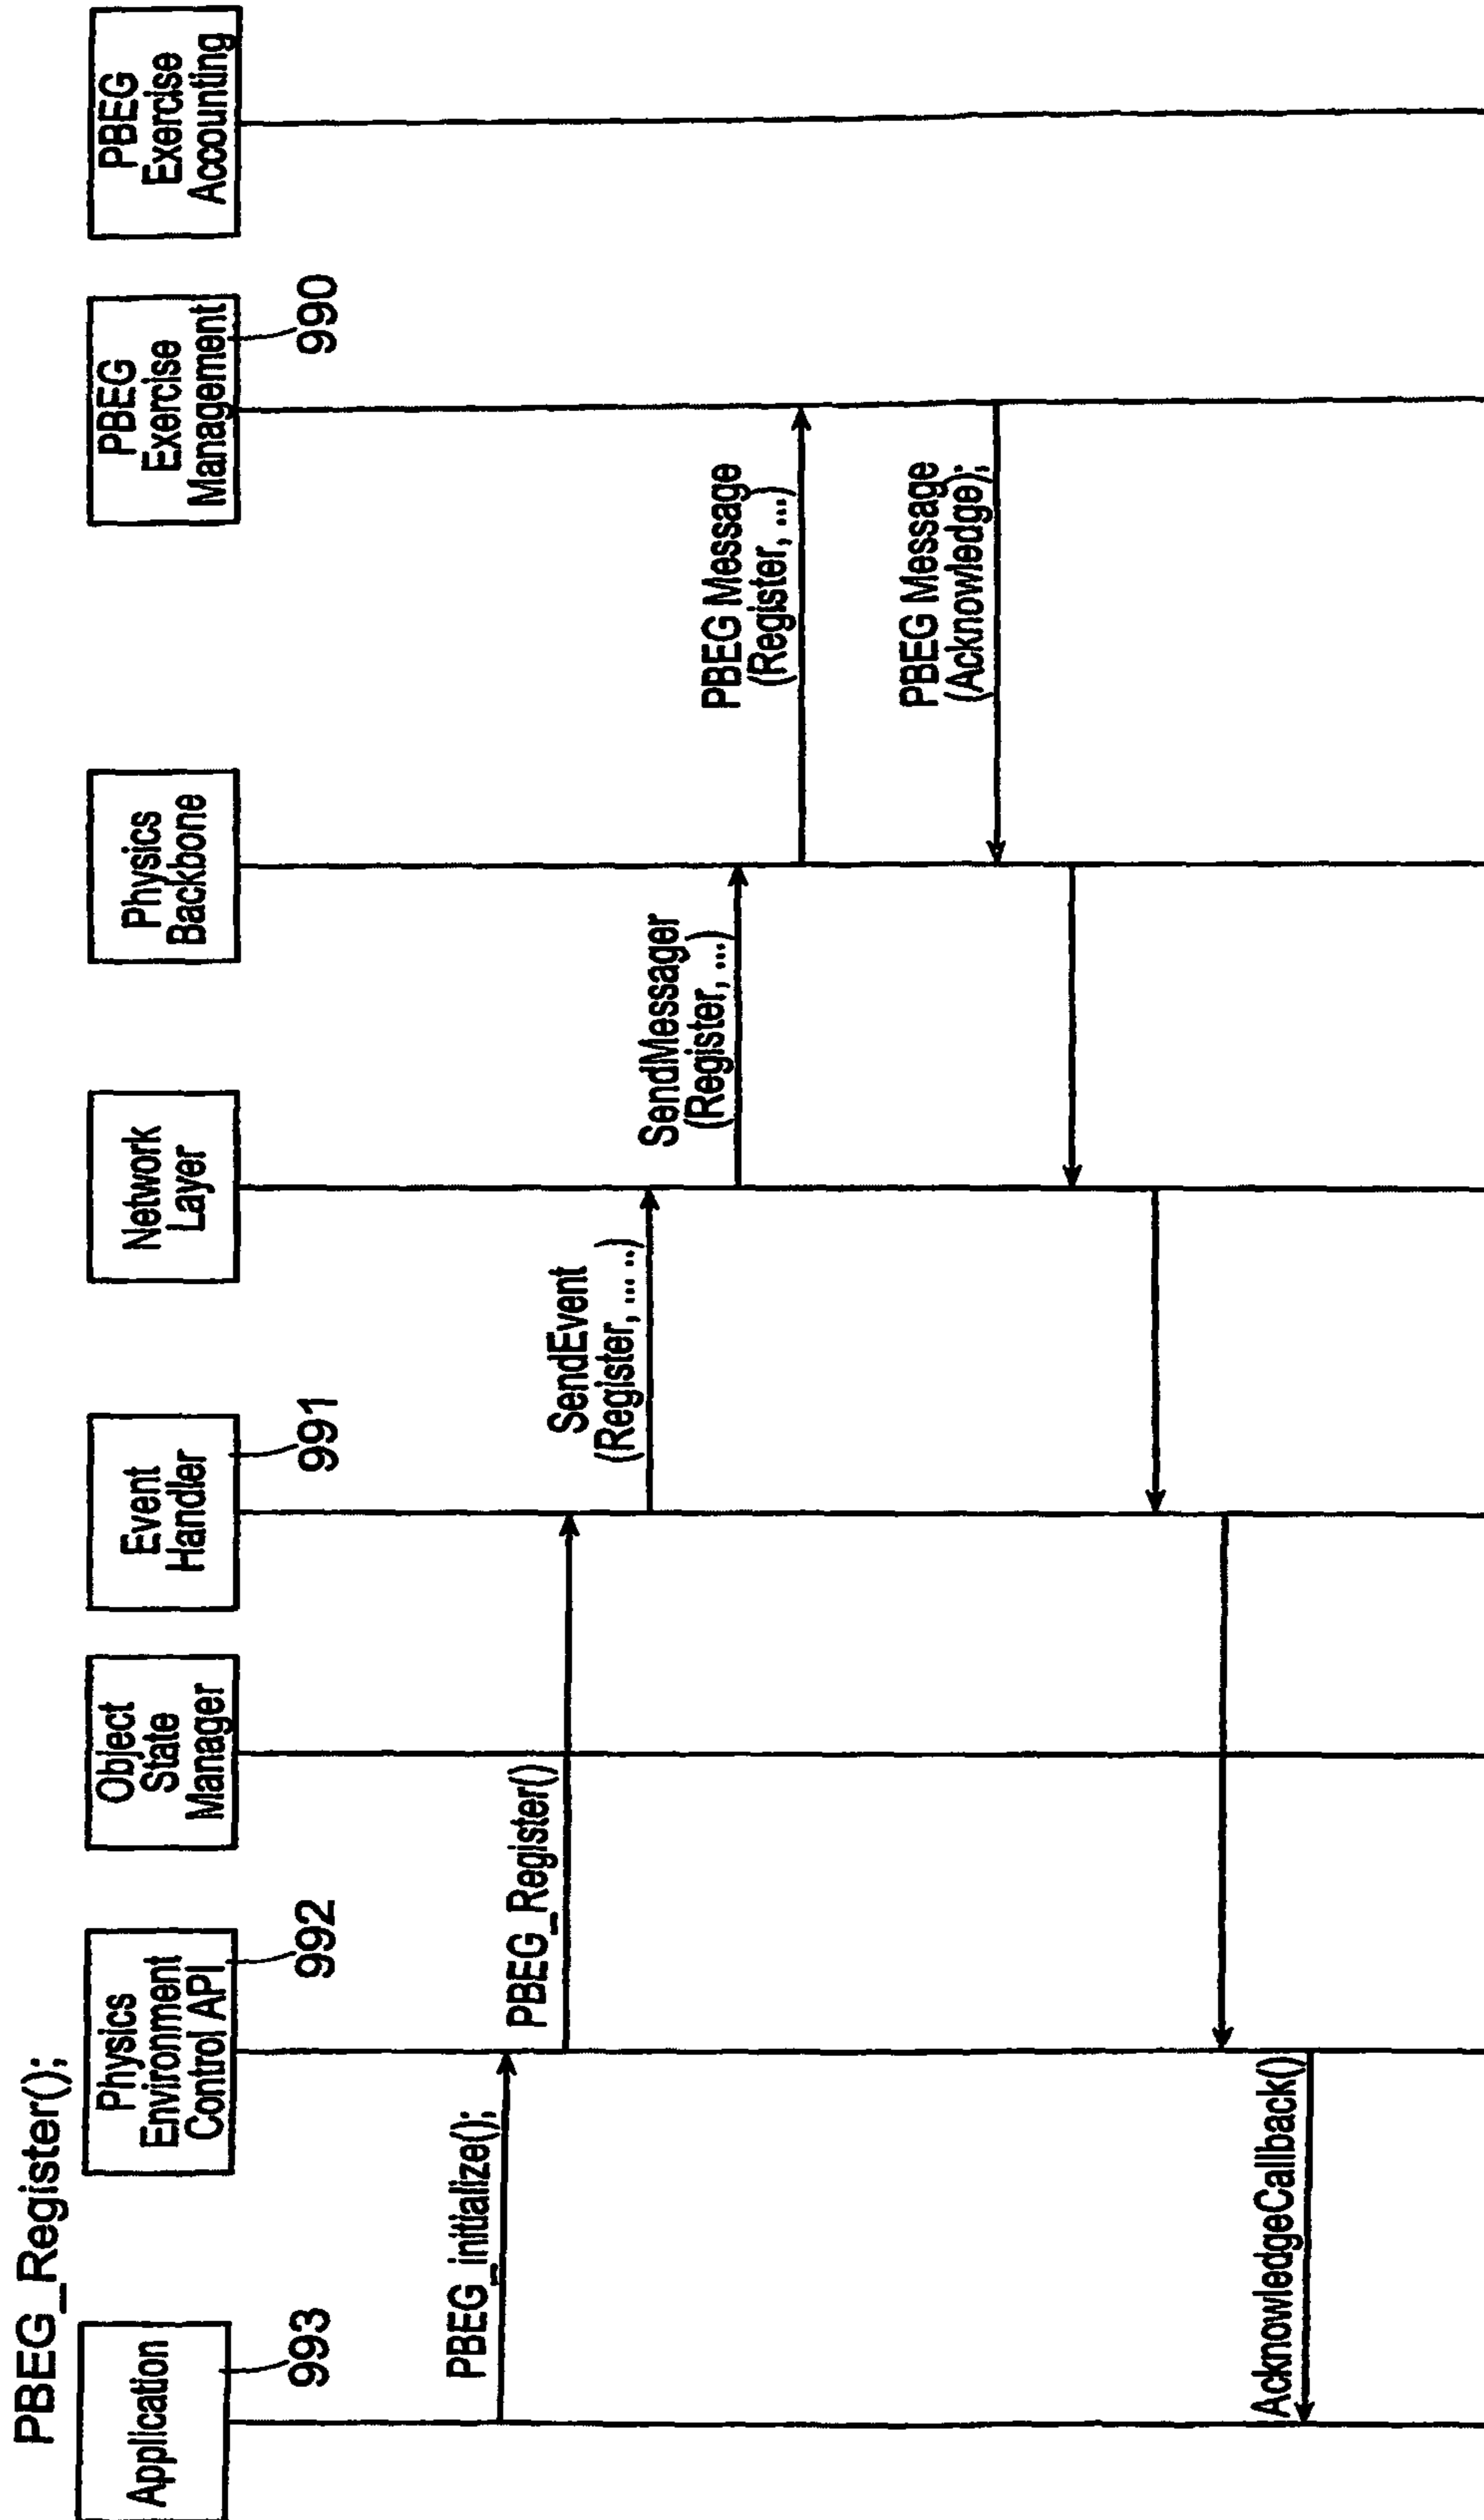 PBEG_Register();
Application
993
Physics
Environment
Control API
992
Object
State
Manager
Event
Handler
991
Network
Layer
Physics
Backbone
PBEG
Exercise
Management
990
PBEG
Exercise
Accounting
PBEG_initialize();
PBEG_Register()
SendEvent
(Register, ... ..)
SendMessager
(Register, ...)
PBEG Message
(Register, ...)
PBEG Message
(Acknowledge);
AcknowledgeCallback()